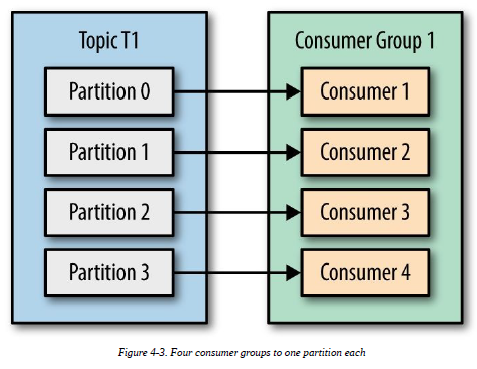 Topic T1
Partition 0
Partition 1
Partition 2
Partition 3
Consumer Group 1
Consumer 1
Consumer 2
Consumer 3
Consumer 4
Figure 4-3. Four consumer groups to one partition each